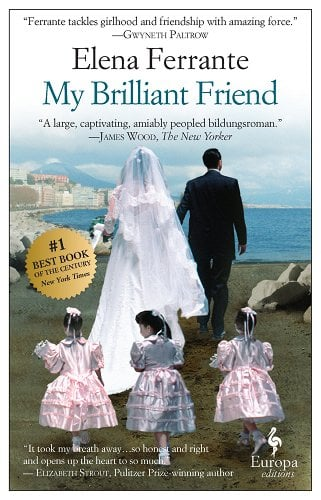 “Ferrante tackles girlhood and friendship with amazing force.”
—Gwyneth Paltrow
Elena Ferrante
My Brilliant Friend
“A large, captivating, amiably peopled bildungsroman.”
—James Wood, The New Yorker
#1
BEST BOOK
OF THE CENTURY
New York Times
“It took my breath away...so honest and right
and opens up the heart to so much.”
— Elizabeth Strout, Pulitzer Prize-winning author
Europa
editions